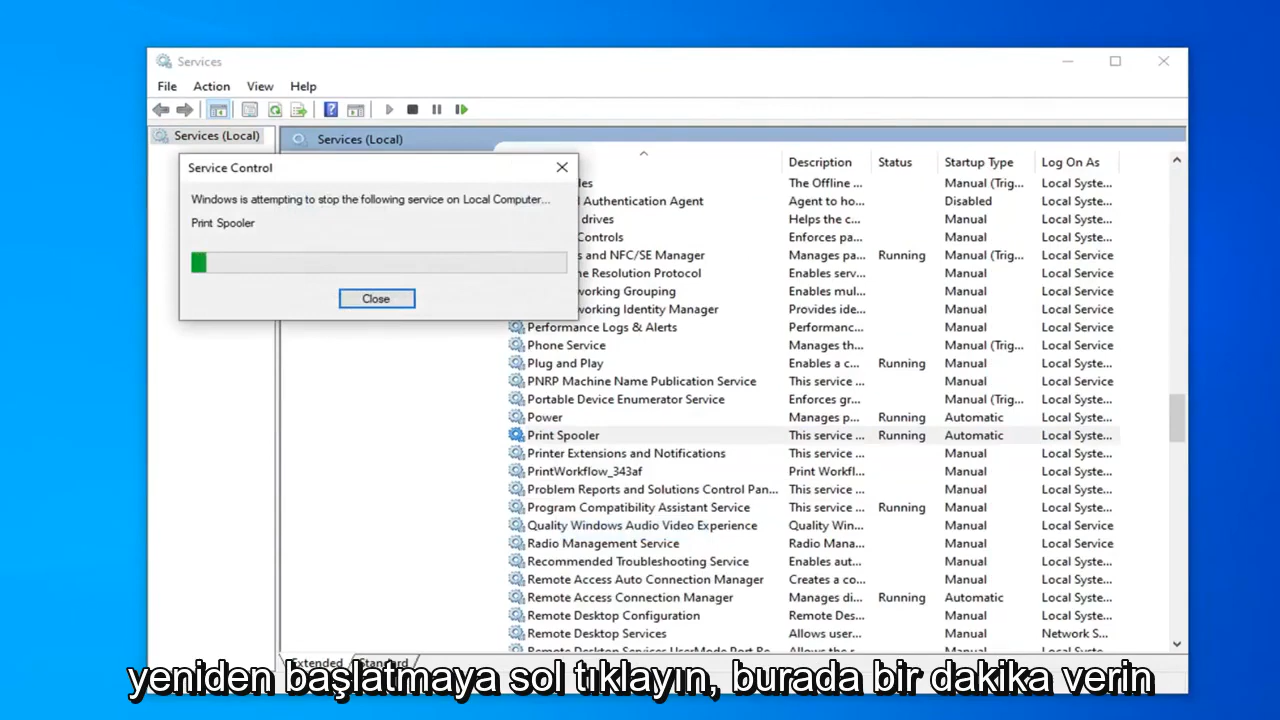 Services
File Action View Help
Services (Local)
Services (Local)
Service Control
Windows is attempting to stop the following service on Local Computer...
Print Spooler
Close
Description Status Startup Type Log On As
les The Offline ... Manual (Trig... Local Syste...
Authentication Agent Agent to ho... Disabled Local Syste...
drives Helps the c... Manual Local Syste...
Controls Enforces pa... Manual Local Syste...
s and NFC/SE Manager Manages pa... Running Manual (Trig... Local Service
ne Resolution Protocol Enables serv... Manual Local Service
working Grouping Enables mul... Manual Local Service
working Identity Manager Provides ide... Manual Local Service
Performance Logs & Alerts Performanc... Manual Local Service
Phone Service Manages th... Manual (Trig... Local Service
Plug and Play Enables a c... Running Manual Local Syste...
PNRP Machine Name Publication Service This service ... Manual Local Service
Portable Device Enumerator Service Enforces gr... Manual (Trig... Local Syste...
Power Manages p... Running Automatic Local Syste...
Print Spooler This service ... Running Automatic Local Syste...
Printer Extensions and Notifications This service ... Manual Local Syste...
PrintWorkflow_343af Print Workfl... Manual Local Syste...
Problem Reports and Solutions Control Pan... This service ... Manual Local Syste...
Program Compatibility Assistant Service This service ... Running Manual Local Syste...
Quality Windows Audio Video Experience Quality Win... Manual Local Service
Radio Management Service Radio Mana... Manual Local Service
Recommended Troubleshooting Service Enables aut... Manual Local Syste...
Remote Access Auto Connection Manager Creates a co... Manual Local Syste...
Remote Access Connection Manager Manages di... Running Automatic Local Syste...
Remote Desktop Configuration Remote Des... Manual Local Syste...
Remote Desktop Services Allows user... Manual Network S...
Remote Desktop Services UserMode Port Re... Allows the r... Manual Local Syste...
Extended Standard
yeniden başlatmaya sol tıklayın, burada bir dakika verin